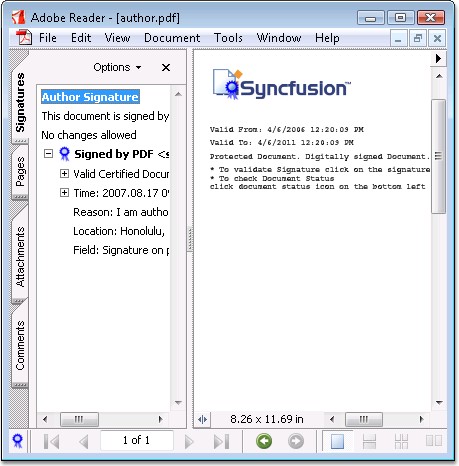 Adobe Reader - [author.pdf]
File Edit View Document Tools Window Help
Signatures
Pages
Attachments
Comments
Options
Author Signature
This document is signed by
No changes allowed
Signed by PDF <s
Valid Certified Docum
Time: 2007.08.17 09
Reason: I am autho
Location: Honolulu,
Field: Signature on p
Syncfusion™
Valid From: 4/6/2006 12:20:09 PM
Valid To: 4/6/2011 12:20:09 PM
Protected Document. Digitally signed Document.
* To validate Signature click on the signature
* To check Document Status
click document status icon on the bottom left
8.26 x 11.69 in
1 of 1